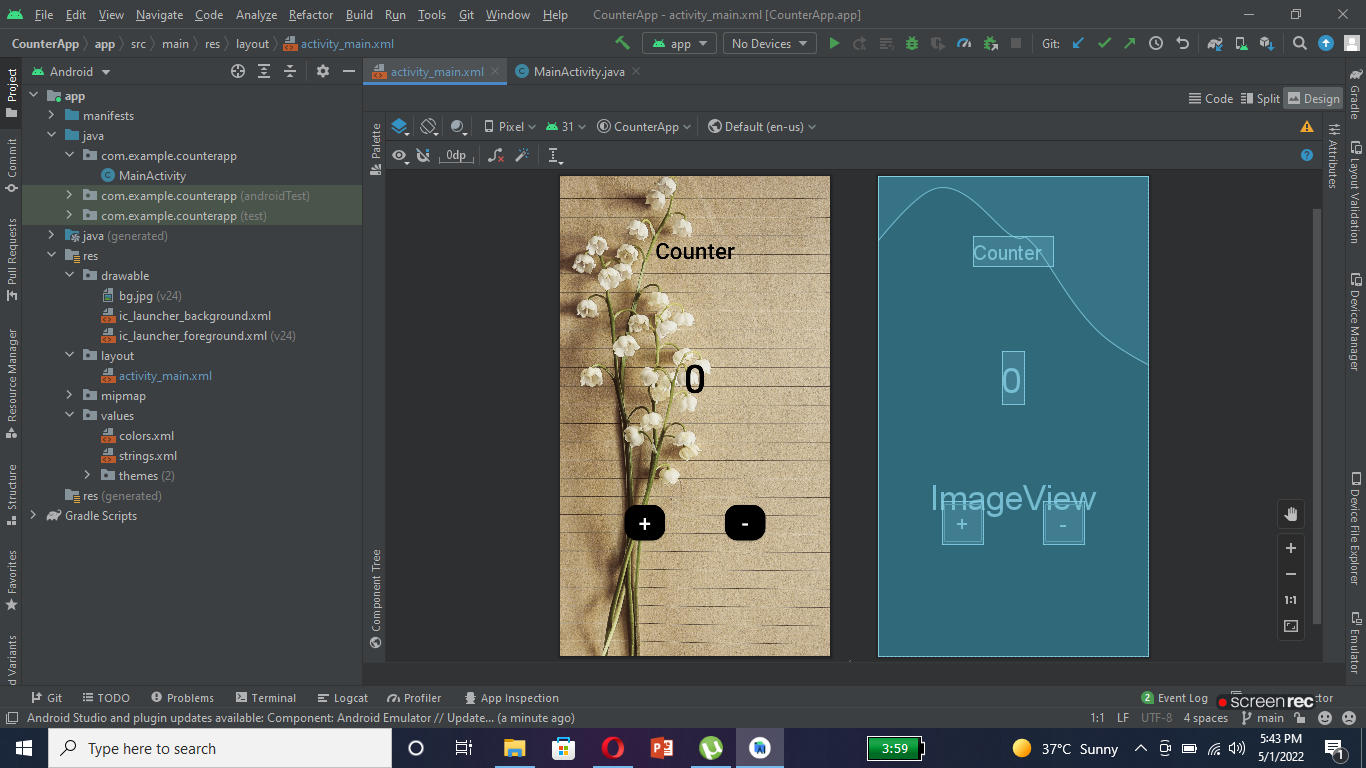 File Edit View Navigate Code Analyze Refactor Build Run Tools Git Window Help CounterApp - activity_main.xml [CounterApp.app]
CounterApp app src main res layout activity_main.xml app No Devices Git:
Project
Android
activity_main.xml MainActivity.java
Code Split Design
app
manifests
java
com.example.counterapp
MainActivity
com.example.counterapp (androidTest)
com.example.counterapp (test)
java (generated)
res
drawable
bg.jpg (v24)
ic_launcher_background.xml
ic_launcher_foreground.xml (v24)
layout
activity_main.xml
mipmap
values
colors.xml
strings.xml
themes (2)
res (generated)
Gradle Scripts
Commit
Pull Requests
Resource Manager
Structure
Favorites
d Variants
Palette
Component Tree
Pixel 31 CounterApp Default (en-us)
0dp
Counter
0
+ -
Counter
0
ImageView
+ -
1:1
Attributes
Gradle
Layout Validation
Device Manager
Device File Explorer
Emulator
Git TODO Problems Terminal Logcat Profiler App Inspection 2 Event Log tor
screenrec
Android Studio and plugin updates available: Component: Android Emulator // Update... (a minute ago) 1:1 LF UTF-8 4 spaces main
Type here to search 3:59 37°C Sunny 5:43 PM
5/1/2022 1